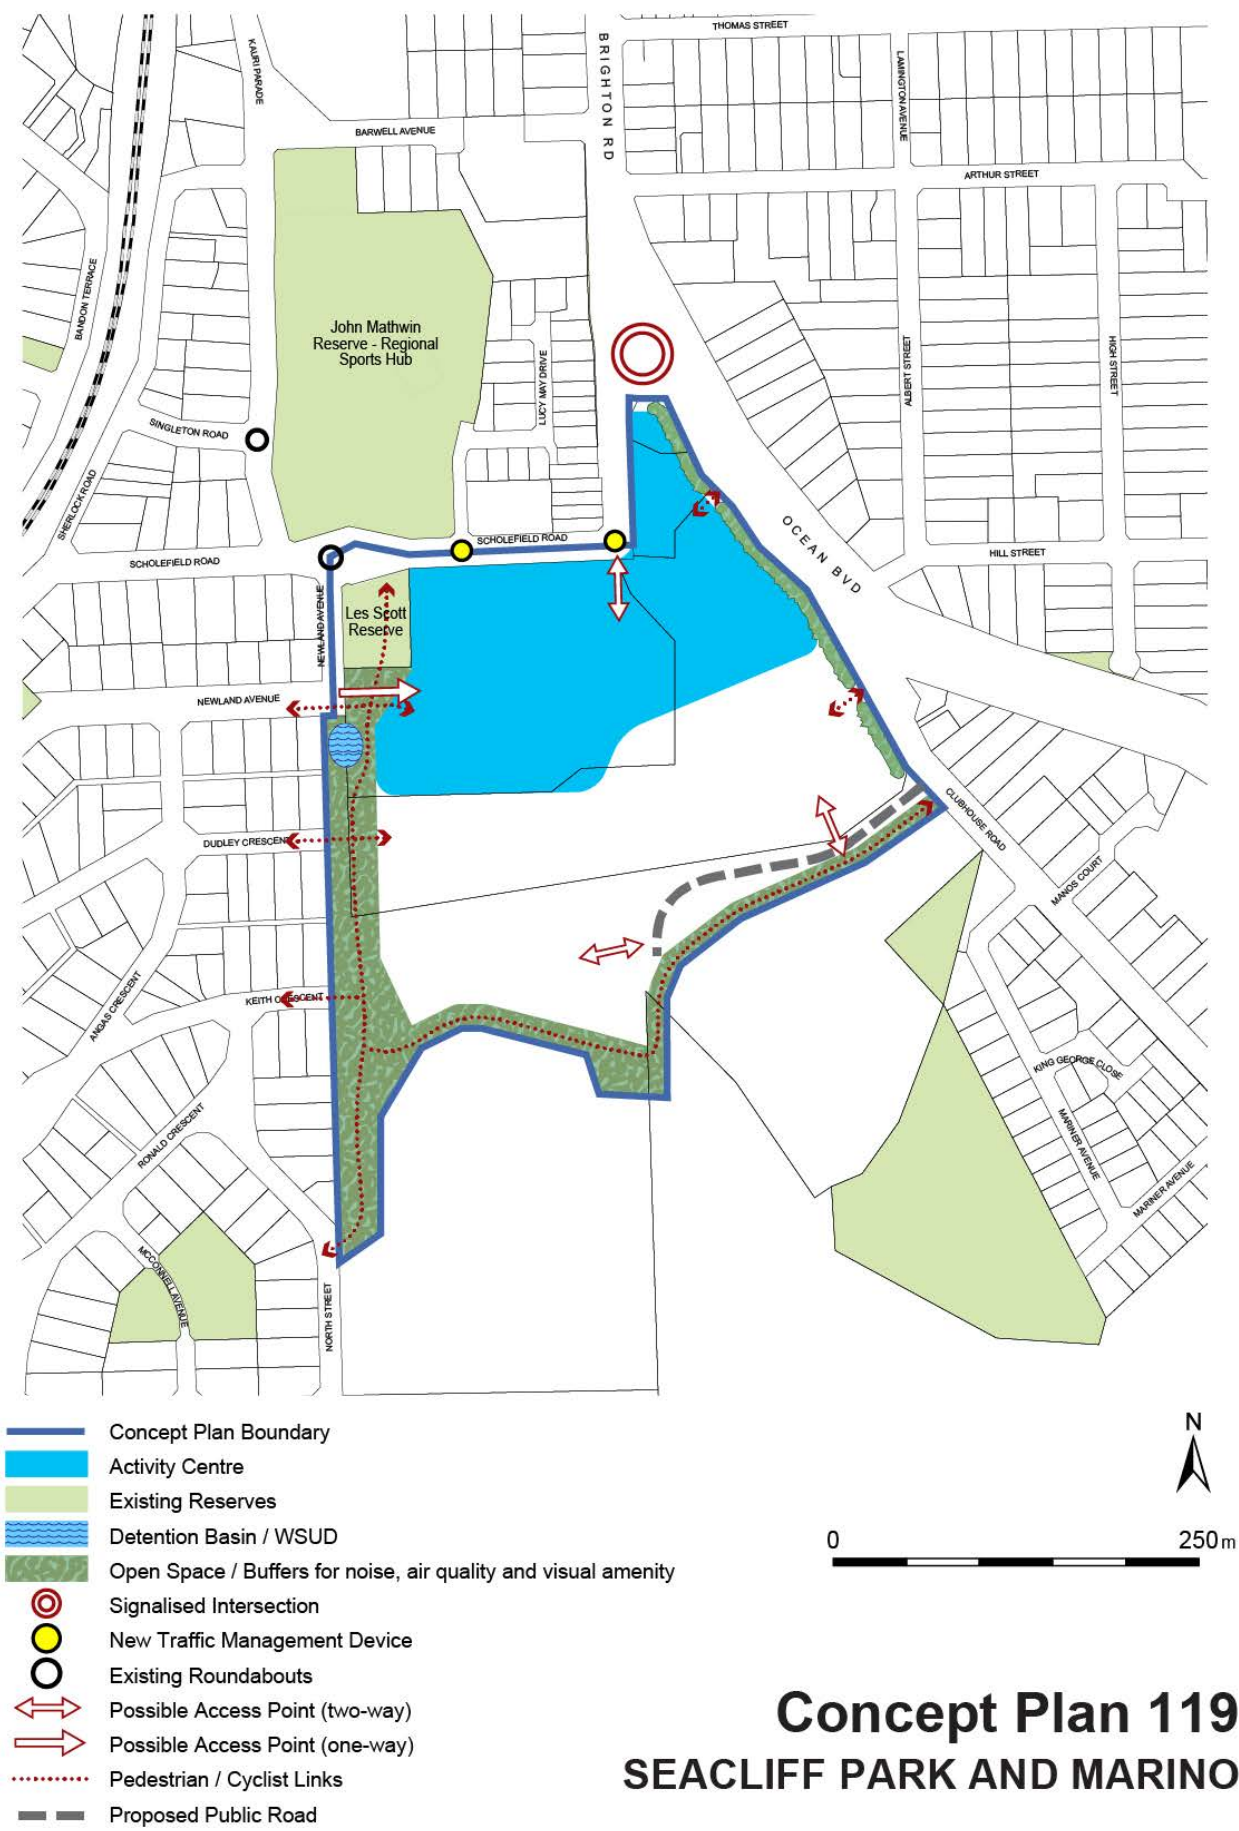 THOMAS STREET
KAURI PARADE
BRIGHTON RD
LAMINGTON AVENUE
BARWELL AVENUE
ARTHUR STREET
BANDON TERRACE
John Mathwin
Reserve - Regional
Sports Hub
LUCY MAY DRIVE
ALBERT STREET
HIGH STREET
SINGLETON ROAD
SHERLOCK ROAD
SCHOLEFIELD ROAD
SCHOLEFIELD ROAD
OCEAN BVD
HILL STREET
NEWLAND AVENUE
Les Scott
Reserve
NEWLAND AVENUE
DUDLEY CRESCENT
CLUBHOUSE ROAD
MANOS COURT
ANGAS CRESCENT
KEITH CRESCENT
KING GEORGE CLOSE
RONALD CRESCENT
MARINER AVENUE
MARINER AVENUE
MCCONNELL AVENUE
NORTH STREET
Concept Plan Boundary
Activity Centre
Existing Reserves
Detention Basin / WSUD
Open Space / Buffers for noise, air quality and visual amenity
Signalised Intersection
New Traffic Management Device
Existing Roundabouts
Possible Access Point (two-way)
Possible Access Point (one-way)
Pedestrian / Cyclist Links
Proposed Public Road
N
0 250m
Concept Plan 119
SEACLIFF PARK AND MARINO